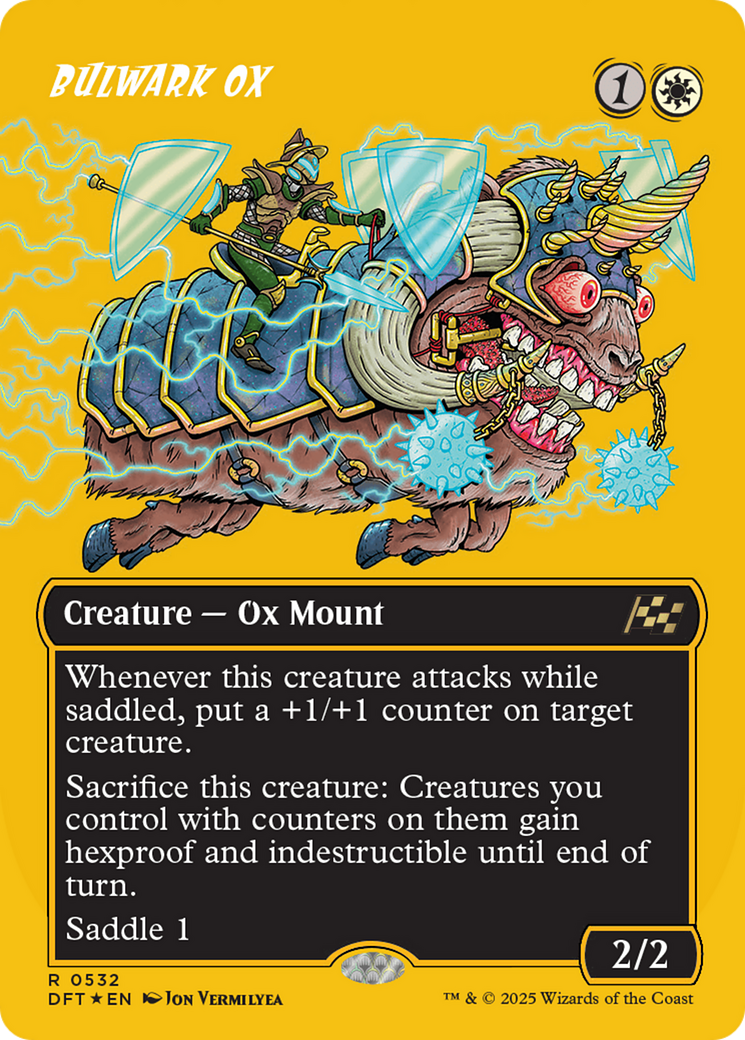 BULWARK OX
1
Creature — Ox Mount
Whenever this creature attacks while
saddled, put a +1/+1 counter on target
creature.
Sacrifice this creature: Creatures you
control with counters on them gain
hexproof and indestructible until end of
turn.
Saddle 1
2/2
R 0532
DFT★EN Jon Vermilyea
™ & © 2025 Wizards of the Coast